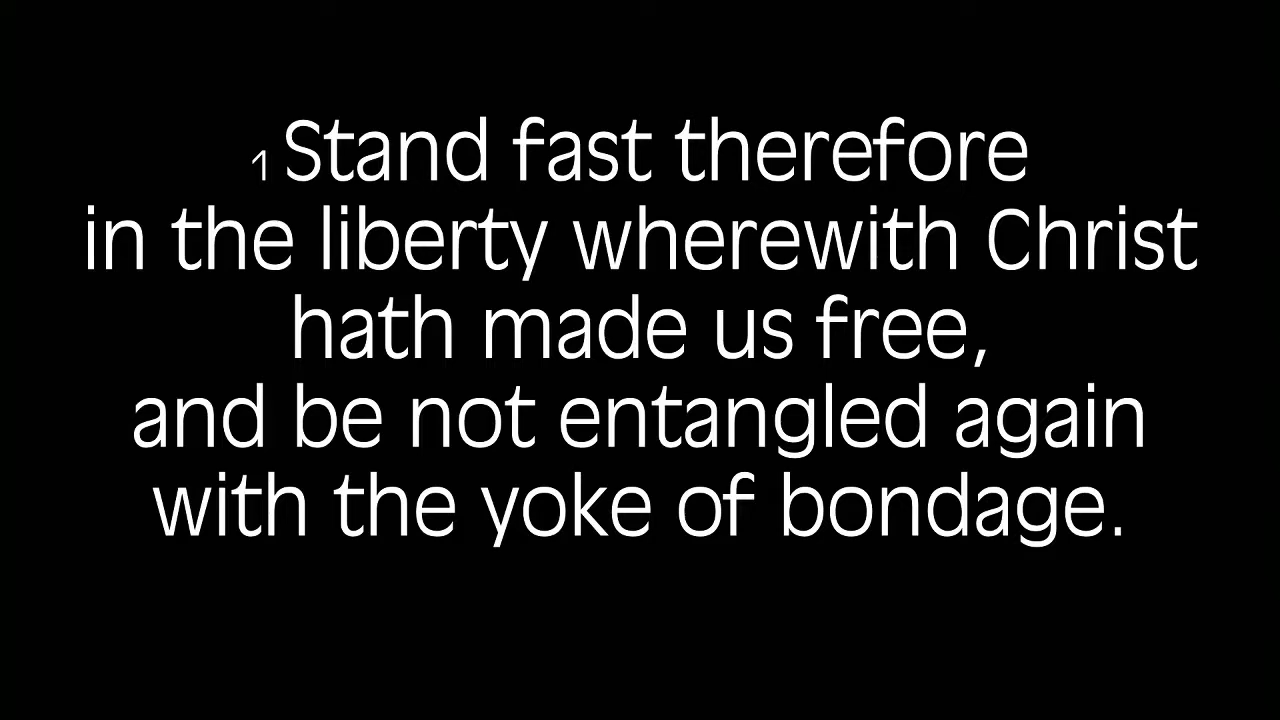 1 Stand fast therefore
in the liberty wherewith Christ
hath made us free,
and be not entangled again
with the yoke of bondage.